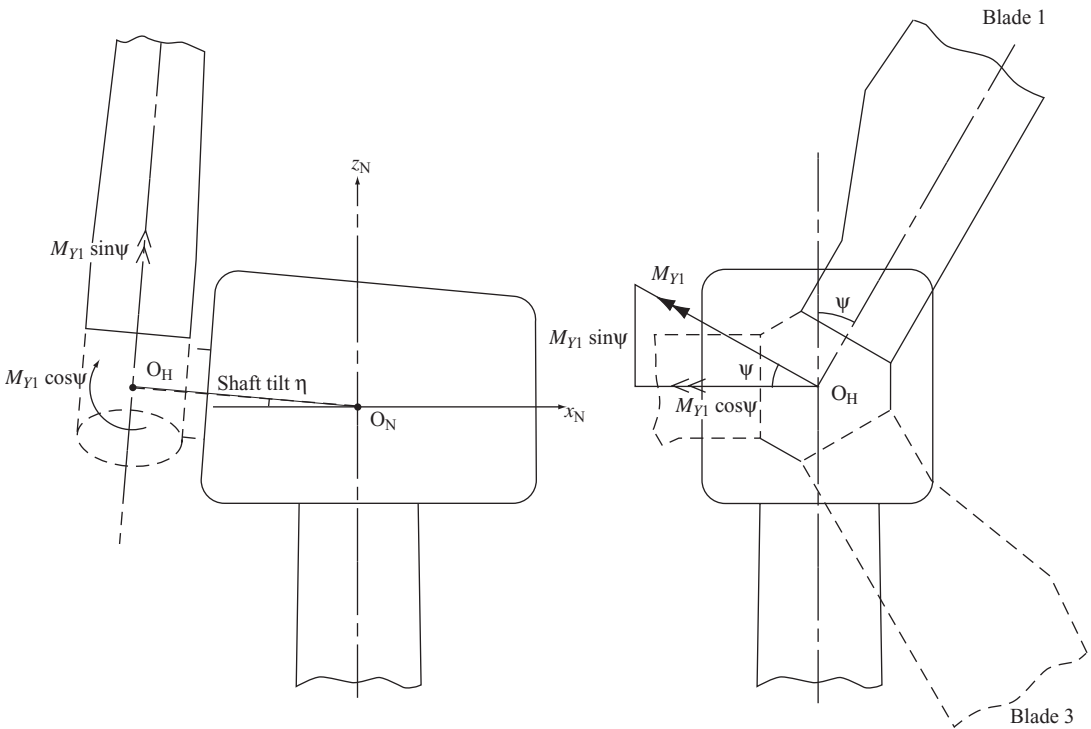 Blade 1
z_N
M_Y1 sinψ
M_Y1
ψ
M_Y1 sinψ
O_H
M_Y1 cosψ
Shaft tilt η
ψ
O_H
M_Y1 cosψ
O_N
x_N
Blade 3